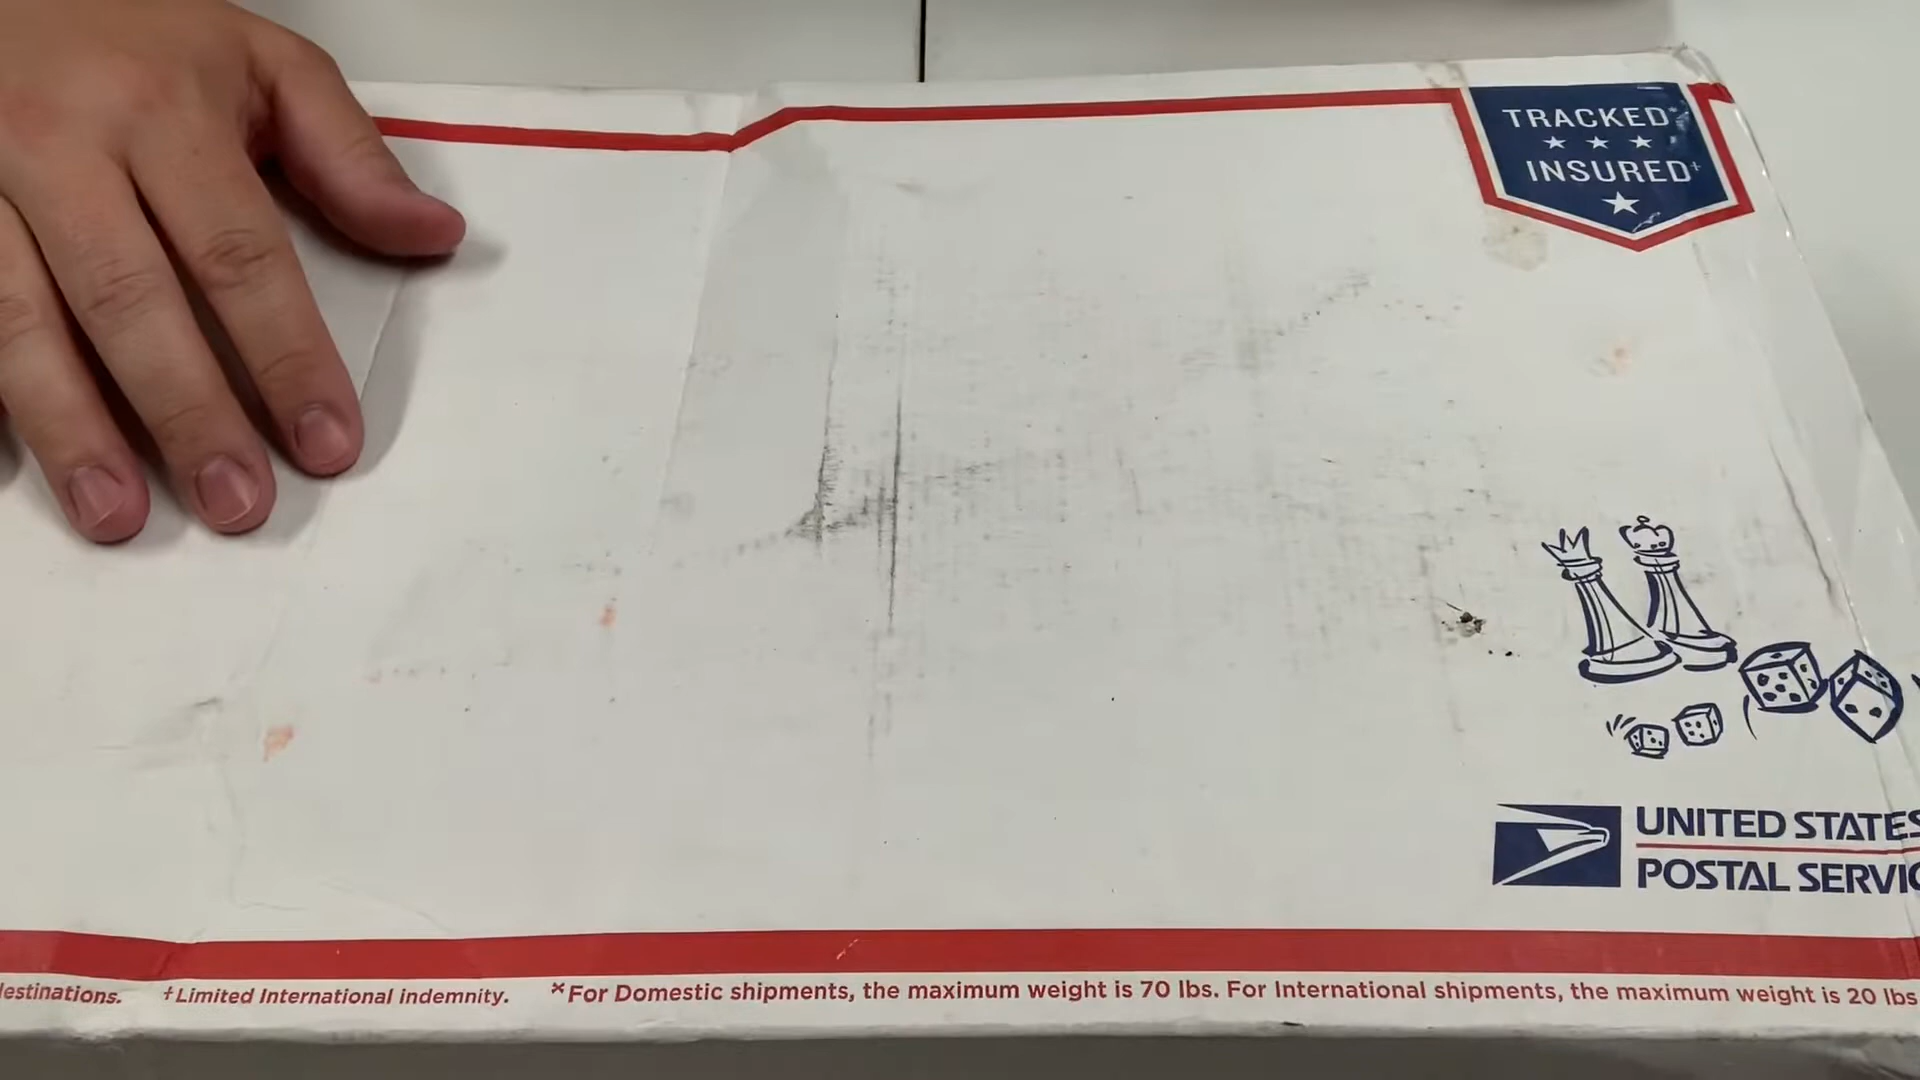 TRACKED*
INSURED†
UNITED STATES
POSTAL
destinations. †Limited International indemnity. *For Domestic shipments, the maximum weight is 70 lbs. For International shipments, the maximum weight is 20 lbs